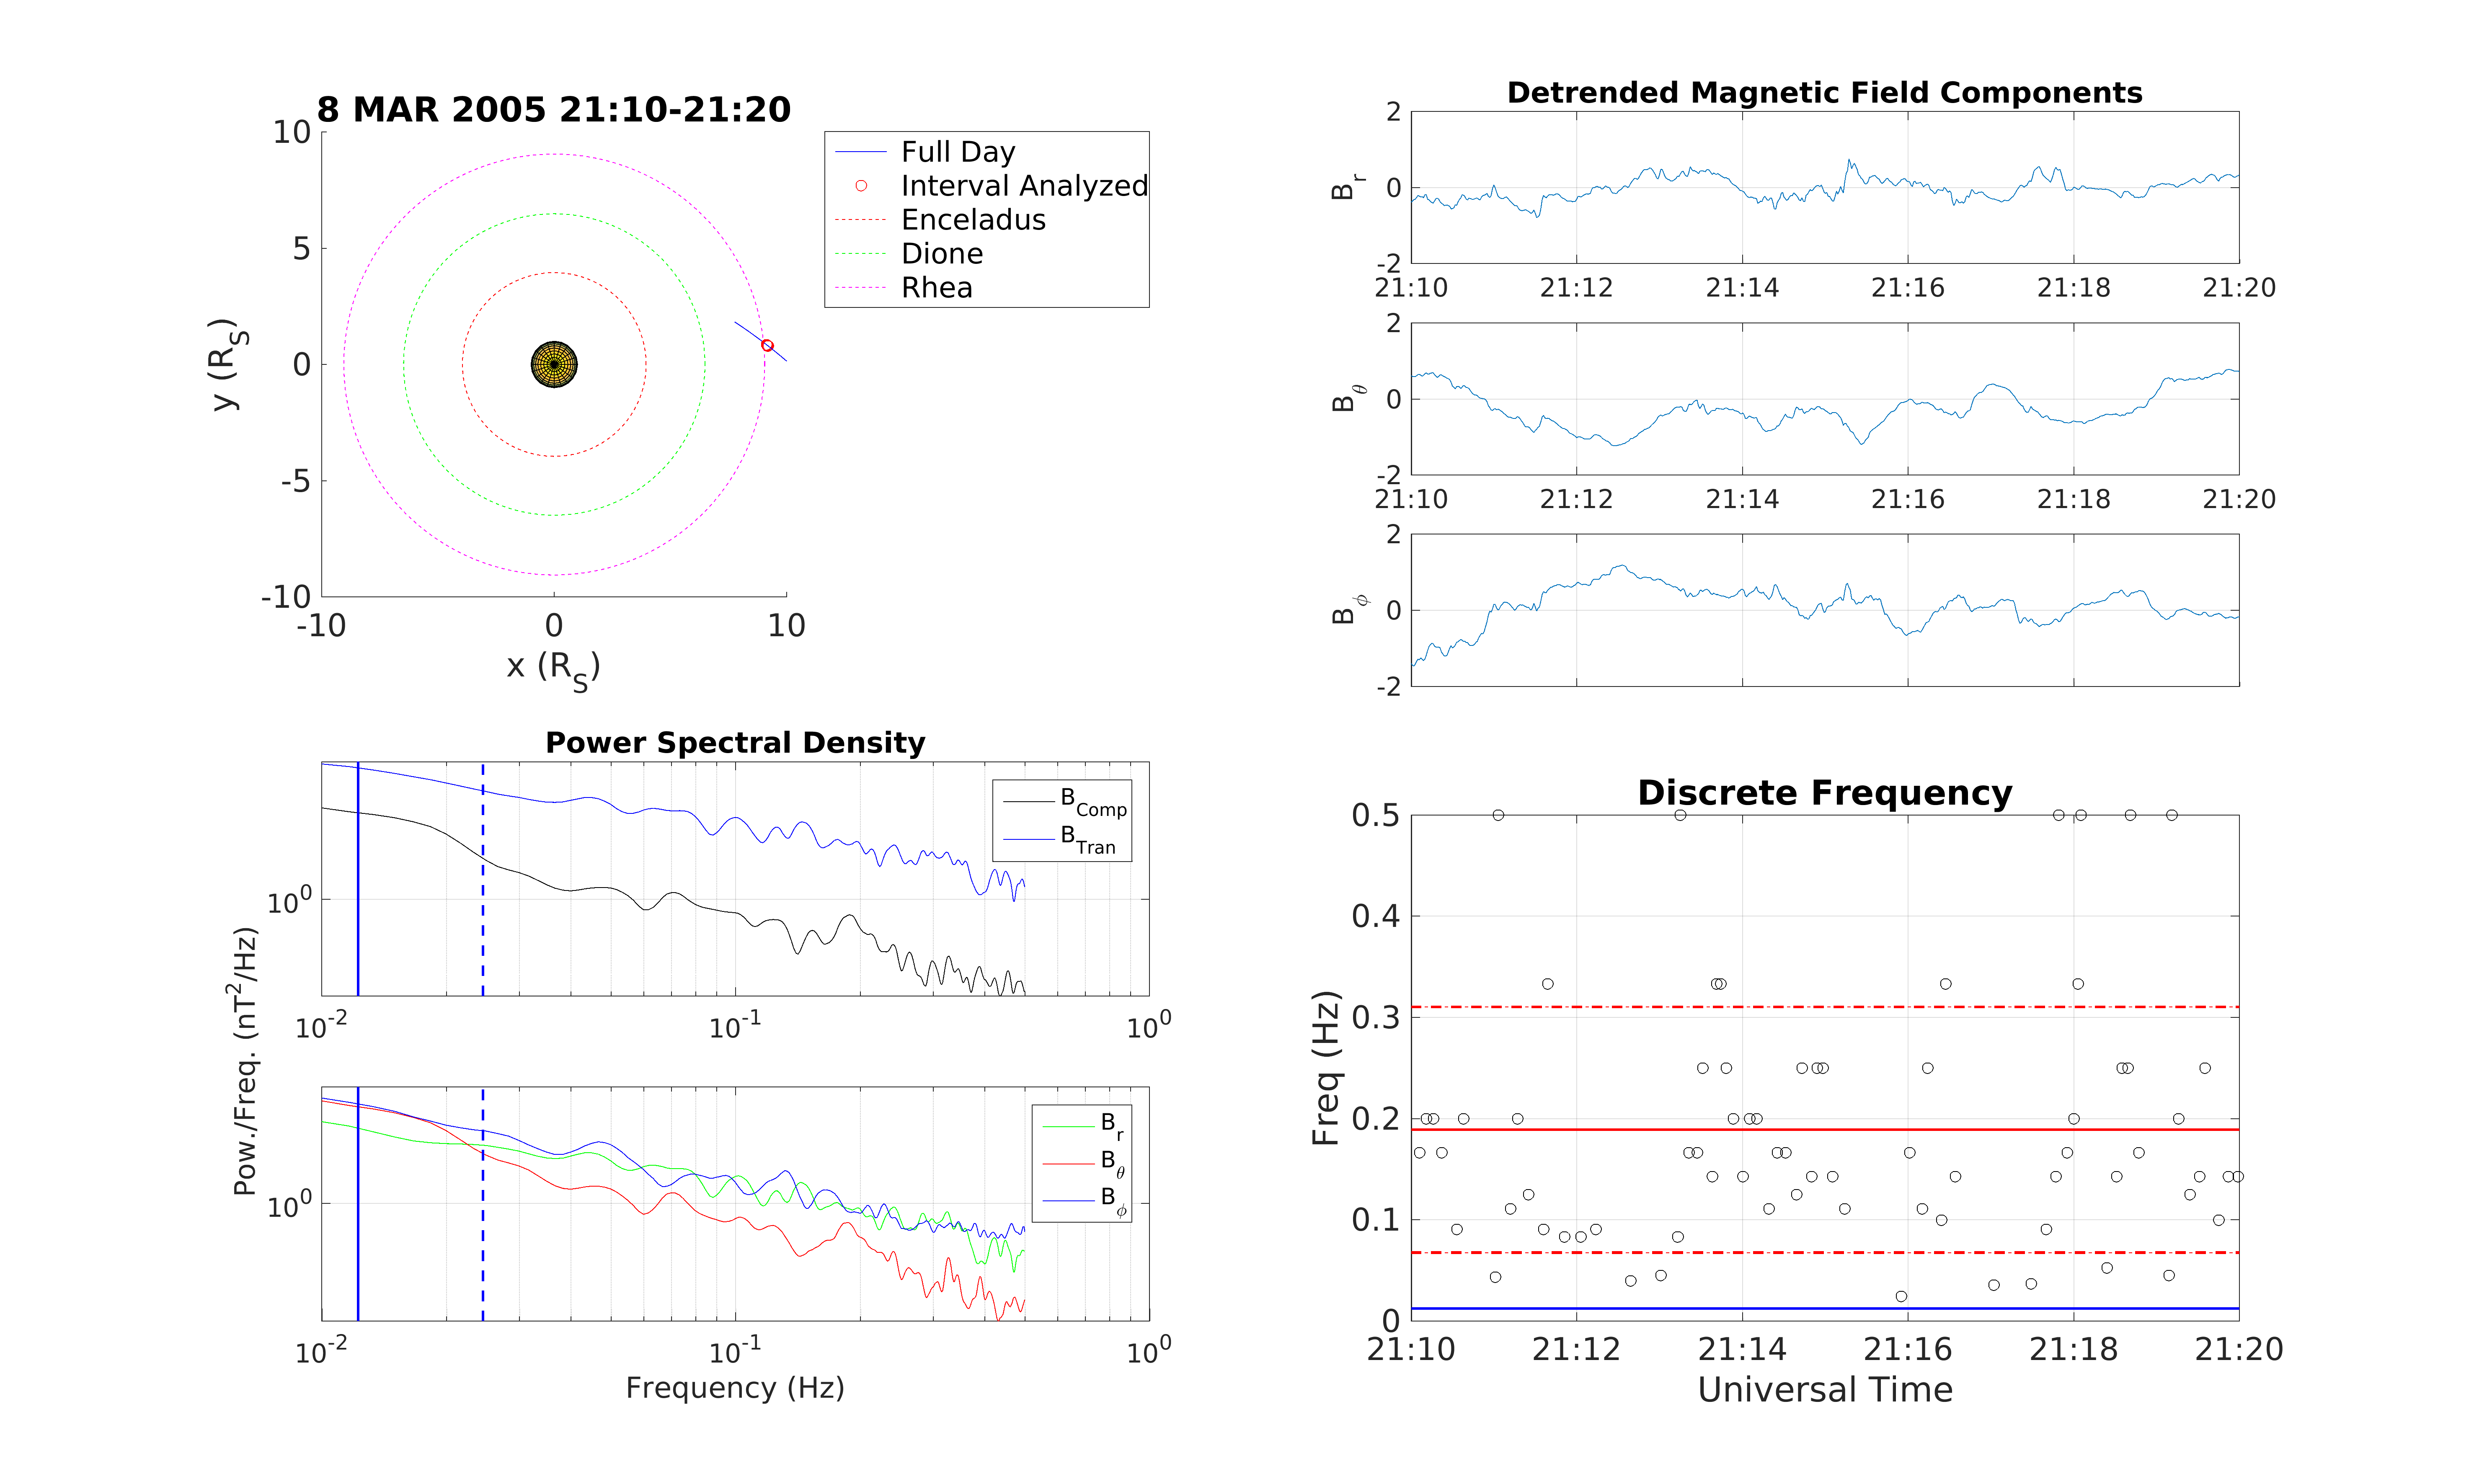 8 MAR 2005 21:10-21:20
10
5
0
-5
-10
-10 0 10
y (R_S)
x (R_S)
Full Day
Interval Analyzed
Enceladus
Dione
Rhea
Detrended Magnetic Field Components
2
0
-2
B_r
21:10 21:12 21:14 21:16 21:18 21:20
2
0
-2
B_θ
21:10 21:12 21:14 21:16 21:18 21:20
2
0
-2
B_ϕ
Power Spectral Density
B_Comp
B_Tran
10^0
10^-2 10^-1 10^0
Pow./Freq. (nT^2/Hz)
B_r
B_θ
B_ϕ
10^0
10^-2 10^-1 10^0
Frequency (Hz)
Discrete Frequency
0.5
0.4
0.3
0.2
0.1
0
Freq (Hz)
21:10 21:12 21:14 21:16 21:18 21:20
Universal Time